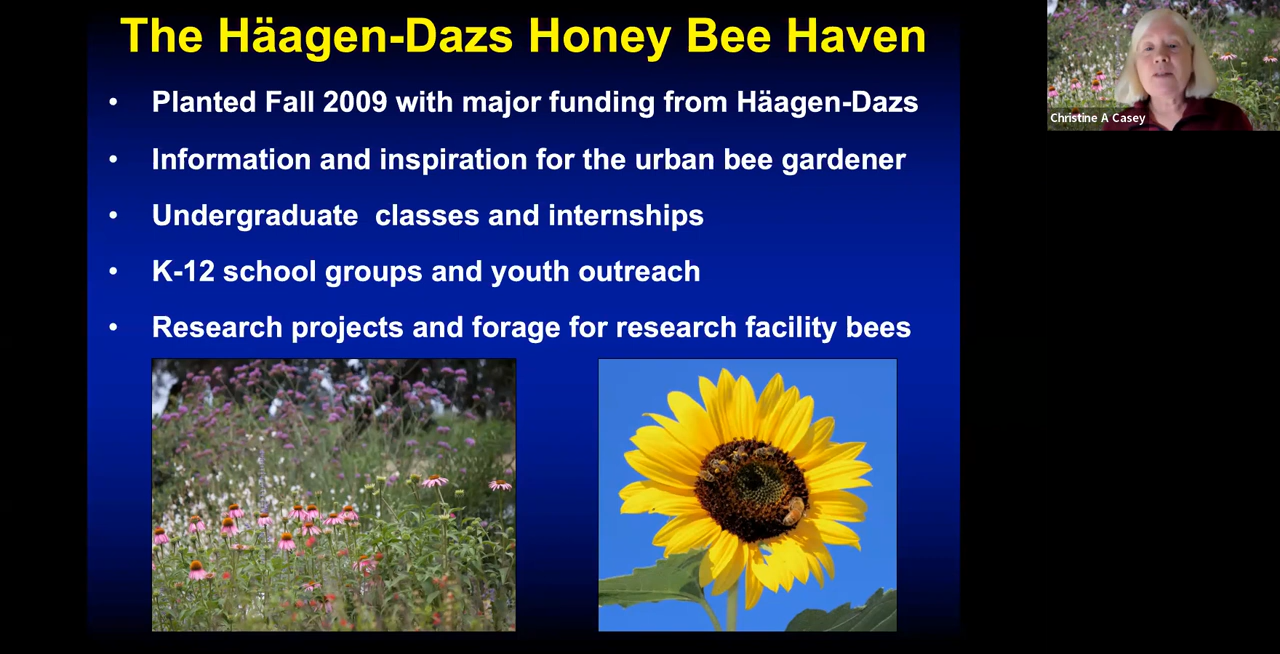 The Häagen-Dazs Honey Bee Haven
• Planted Fall 2009 with major funding from Häagen-Dazs
• Information and inspiration for the urban bee gardener
• Undergraduate  classes and internships
• K-12 school groups and youth outreach
• Research projects and forage for research facility bees
Christine A Casey